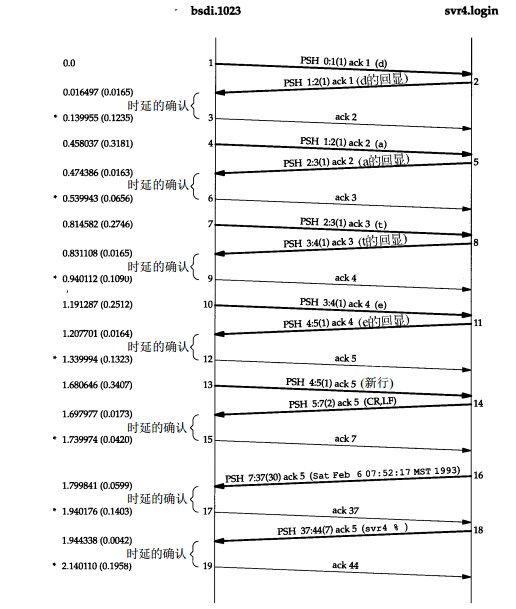 bsdi.1023 svr4.login
0.0 1 PSH 0:1(1) ack 1 (d)
0.016497 (0.0165) PSH 1:2(1) ack 1 (d的回显) 2
时延的确认
* 0.139955 (0.1235) 3 ack 2
0.458037 (0.3181) 4 PSH 1:2(1) ack 2 (a)
0.474386 (0.0163) PSH 2:3(1) ack 2 (a的回显) 5
时延的确认
* 0.539943 (0.0656) 6 ack 3
0.814582 (0.2746) 7 PSH 2:3(1) ack 3 (t)
0.831108 (0.0165) PSH 3:4(1) ack 3 (t的回显) 8
时延的确认
* 0.940112 (0.1090) 9 ack 4
1.191287 (0.2512) 10 PSH 3:4(1) ack 4 (e)
1.207701 (0.0164) PSH 4:5(1) ack 4 (e的回显) 11
时延的确认
* 1.339994 (0.1323) 12 ack 5
1.680646 (0.3407) 13 PSH 4:5(1) ack 5 (新行)
1.697977 (0.0173) PSH 5:7(2) ack 5 (CR,LF) 14
时延的确认
* 1.739974 (0.0420) 15 ack 7
1.799841 (0.0599) PSH 7:37(30) ack 5 (Sat Feb 6 07:52:17 MST 1993) 16
时延的确认
* 1.940176 (0.1403) 17 ack 37
1.944338 (0.0042) PSH 37:44(7) ack 5 (svr4 % ) 18
时延的确认
* 2.140110 (0.1958) 19 ack 44